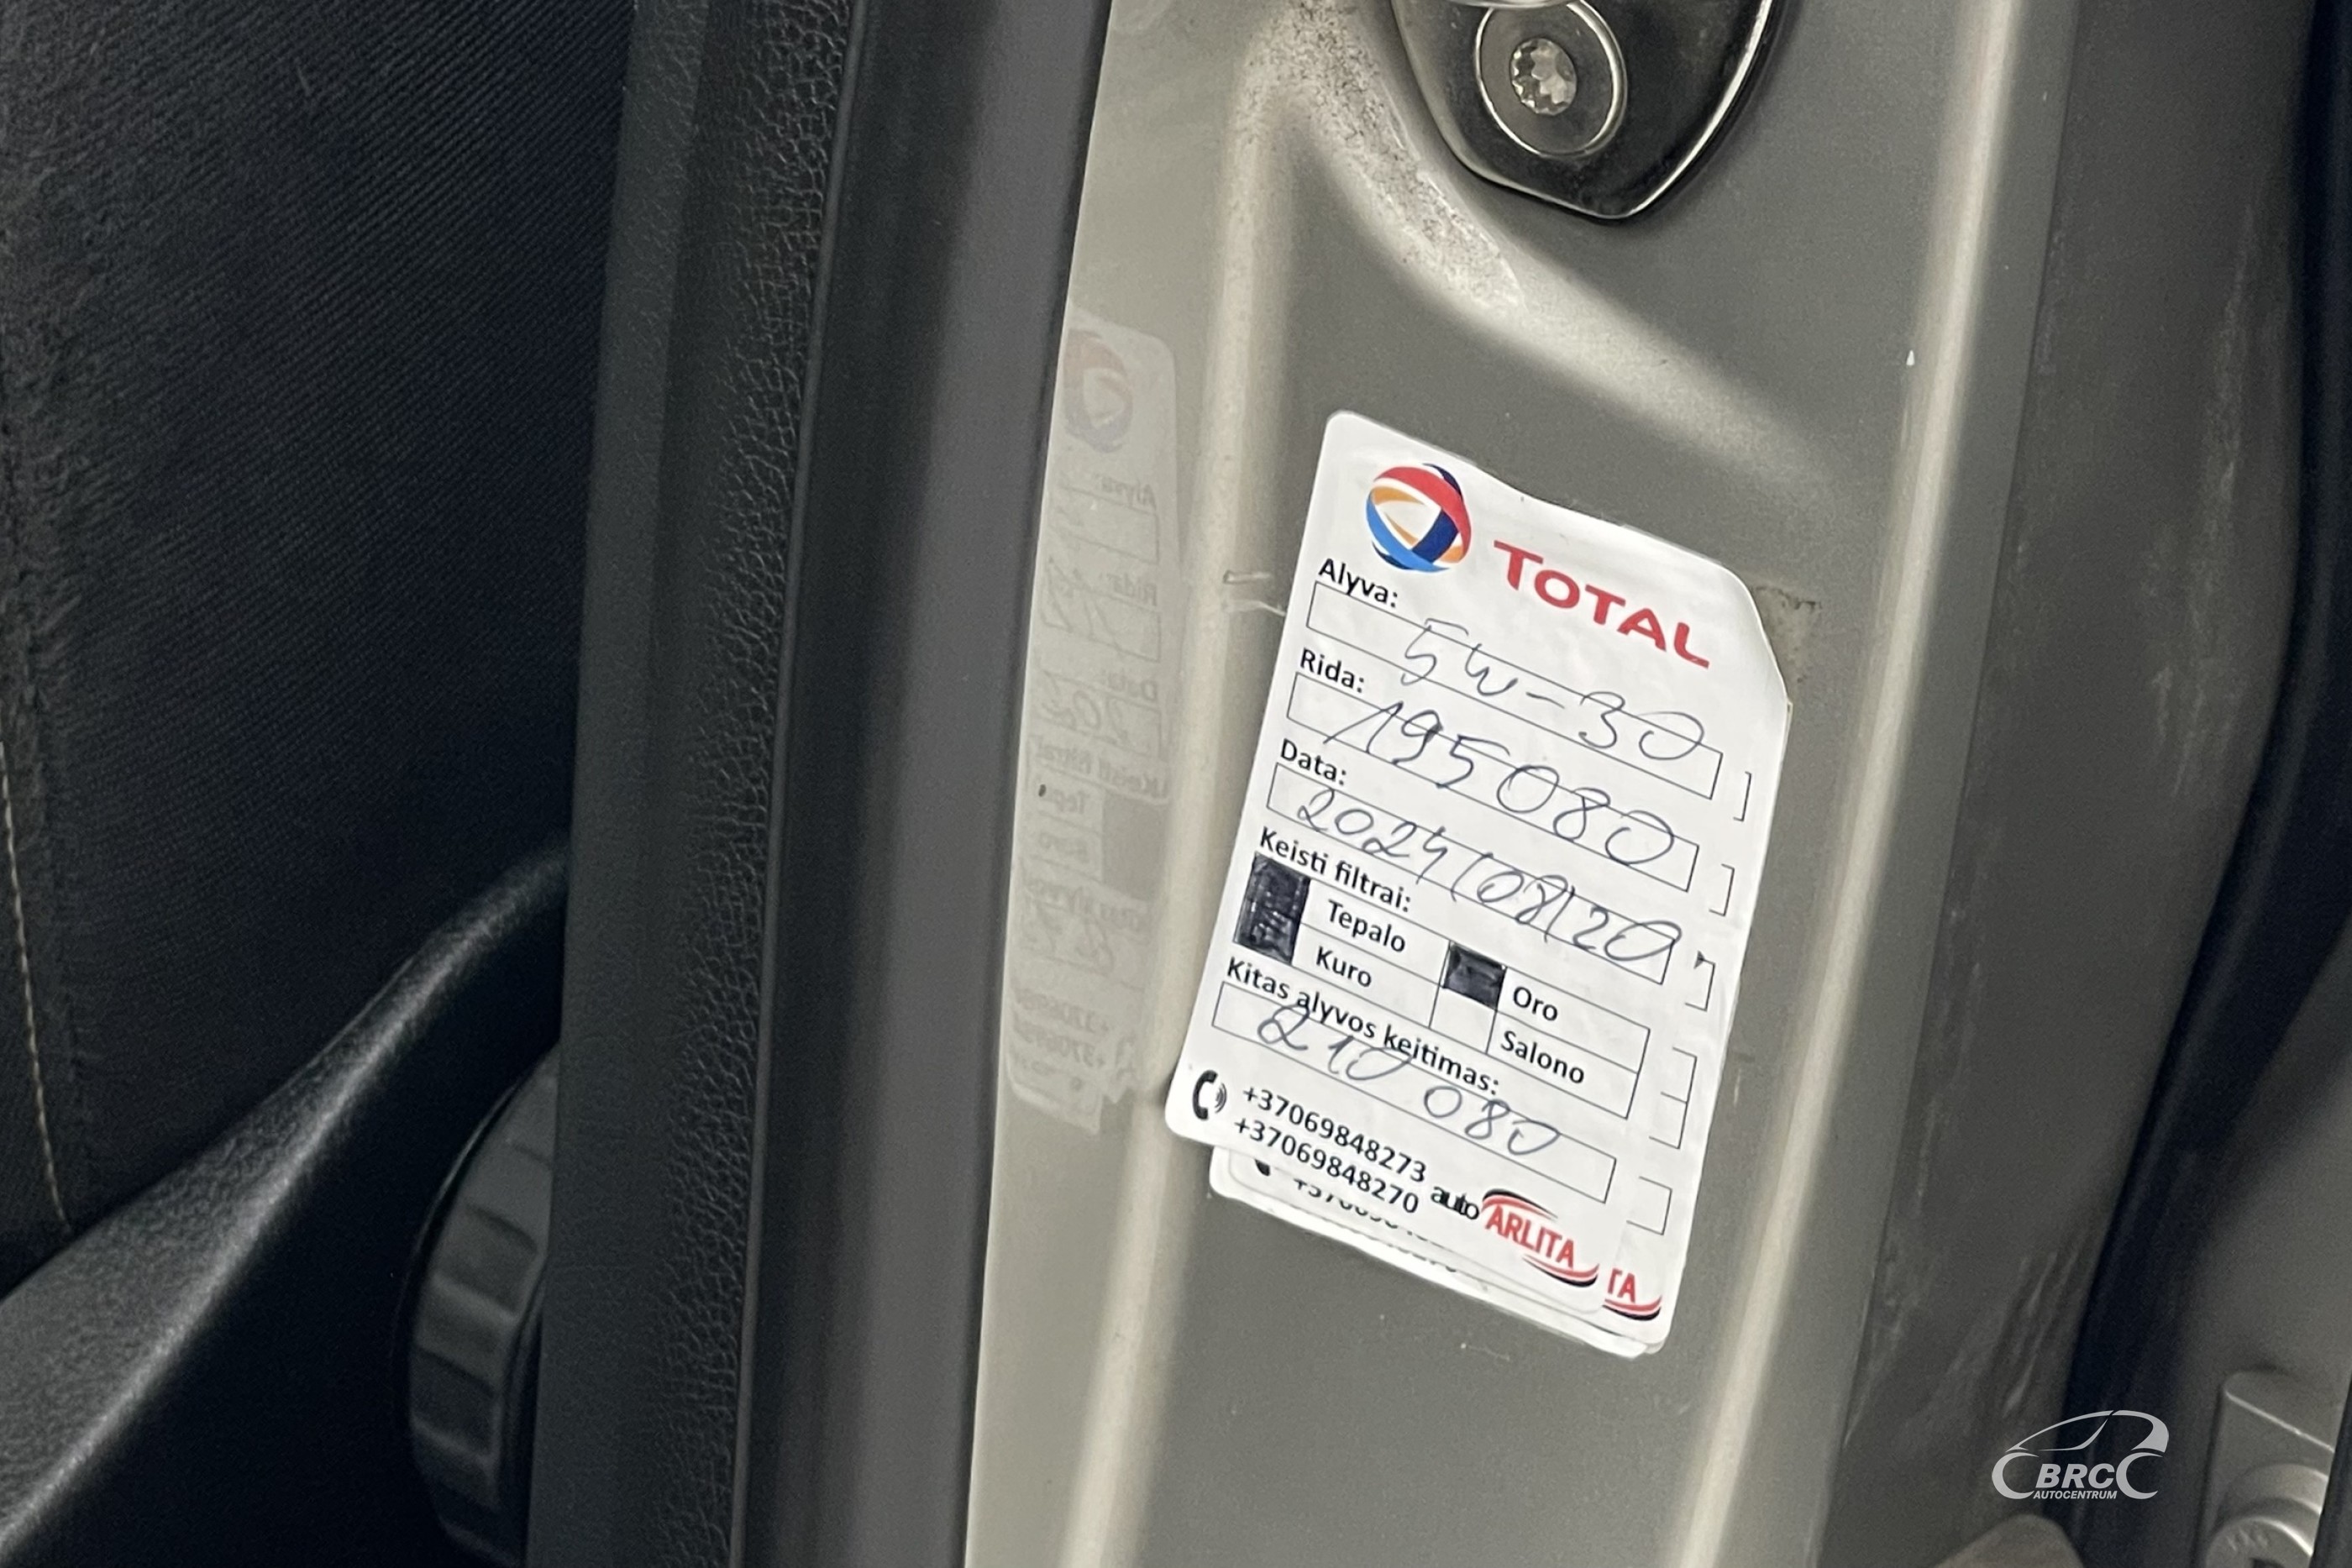 TOTAL
Alyva:
5W-30
Rida:
195080
Data:
2024/08/20
Keisti filtrai:
Tepalo Oro
Kuro Salono
Kitas alyvos keitimas:
210 080
+37069848273
+37069848270 auto ARLITA
TA
BRC
AUTOCENTRUM